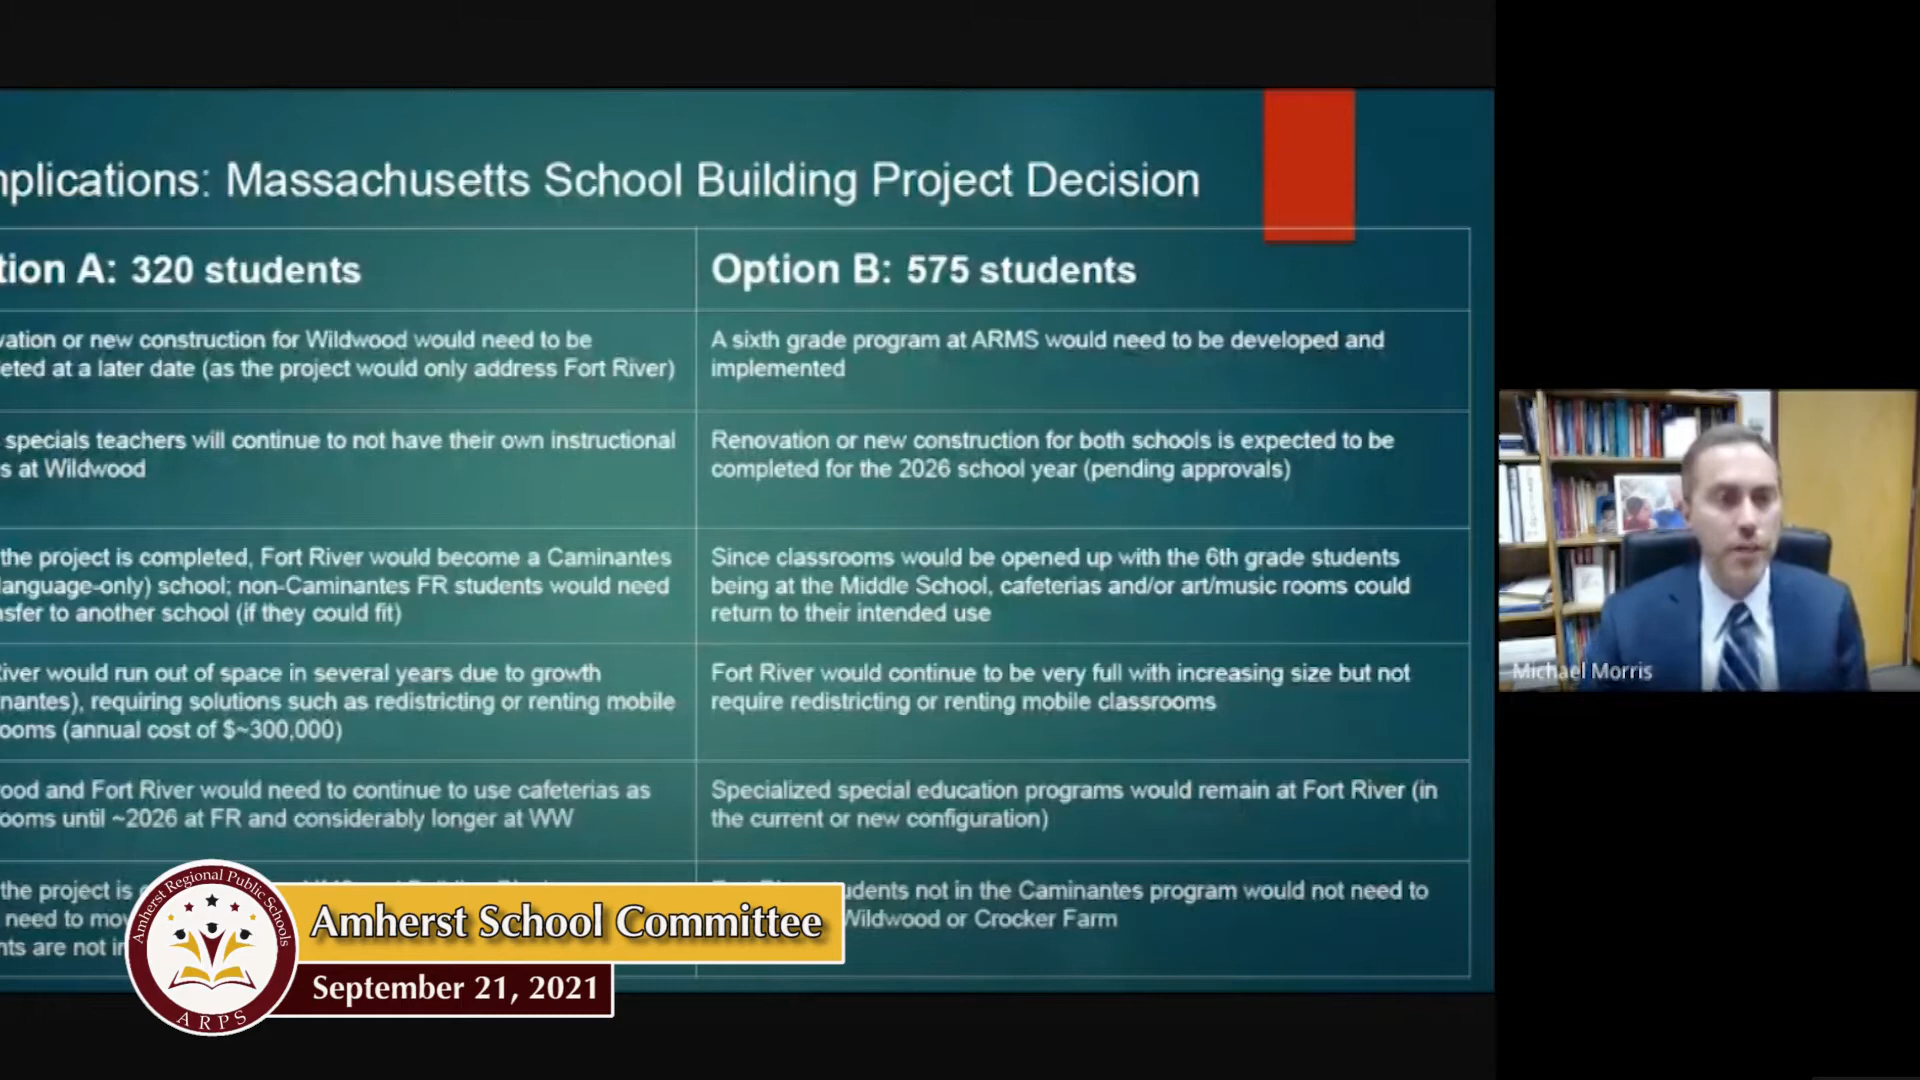 nplications: Massachusetts School Building Project Decision
tion A: 320 students
Option B: 575 students
vation or new construction for Wildwood would need to be
eted at a later date (as the project would only address Fort River)
A sixth grade program at ARMS would need to be developed and
implemented
specials teachers will continue to not have their own instructional
s at Wildwood
Renovation or new construction for both schools is expected to be
completed for the 2026 school year (pending approvals)
the project is completed, Fort River would become a Caminantes
language-only) school; non-Caminantes FR students would need
nsfer to another school (if they could fit)
Since classrooms would be opened up with the 6th grade students
being at the Middle School, cafeterias and/or art/music rooms could
return to their intended use
River would run out of space in several years due to growth
nantes), requiring solutions such as redistricting or renting mobile
ooms (annual cost of $~300,000)
Fort River would continue to be very full with increasing size but not
require redistricting or renting mobile classrooms
ood and Fort River would need to continue to use cafeterias as
ooms until ~2026 at FR and considerably longer at WW
Specialized special education programs would remain at Fort River (in
the current or new configuration)
the project is
need to mov
nts are not in
udents not in the Caminantes program would not need to
Wildwood or Crocker Farm
Michael Morris
Amherst Regional Public Schools
ARPS
Amherst School Committee
September 21, 2021